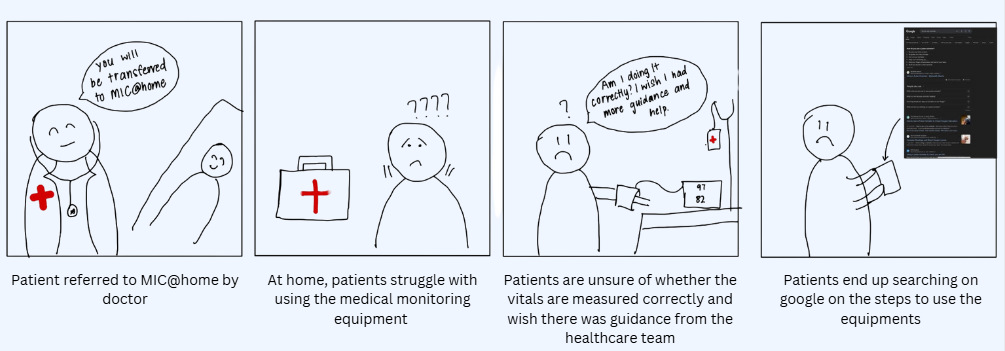 you will
be transferred
to MIC@home
Patient referred to MIC@home by
doctor
????
At home, patients struggle with
using the medical monitoring
equipment
?
Am I doing it
correctly? I wish I had
more guidance and
help.
97
82
Patients are unsure of whether the
vitals are measured correctly and
wish there was guidance from the
healthcare team
Google
Patients end up searching on
google on the steps to use the
equipments